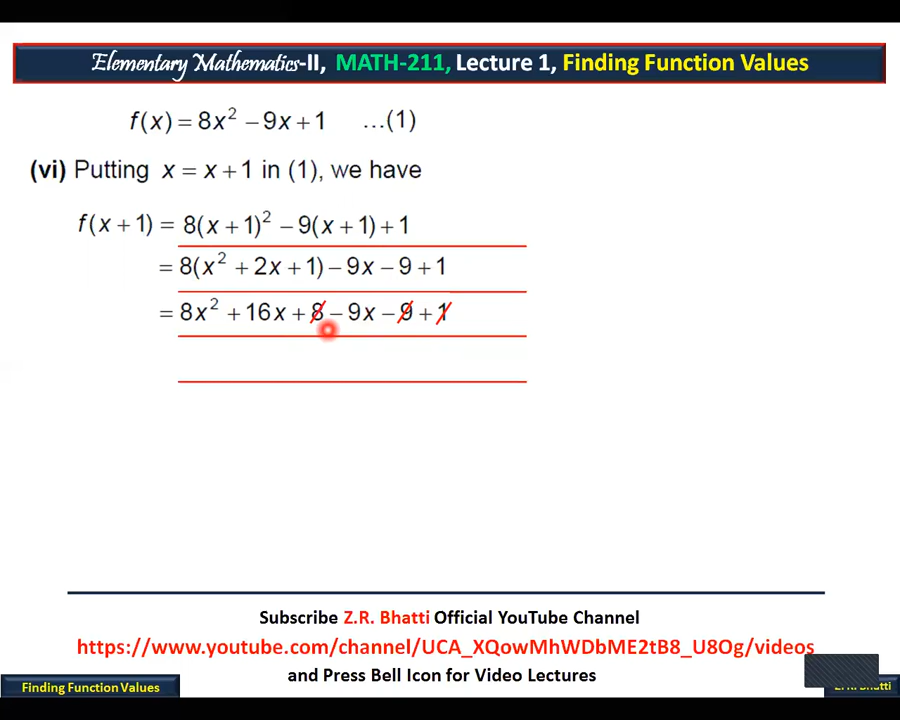 Elementary Mathematics-II, MATH-211, Lecture 1, Finding Function Values
f(x) = 8x² − 9x + 1 ...(1)
(vi) Putting x = x + 1 in (1), we have
f(x + 1) = 8(x + 1)² − 9(x + 1) + 1
= 8(x² + 2x + 1) − 9x − 9 + 1
= 8x² + 16x + 8 − 9x − 9 + 1
Subscribe Z.R. Bhatti Official YouTube Channel
https://www.youtube.com/channel/UCA_XQowMhWDbME2tB8_U8Og/videos
and Press Bell Icon for Video Lectures
Finding Function Values
Z.R. Bhatti